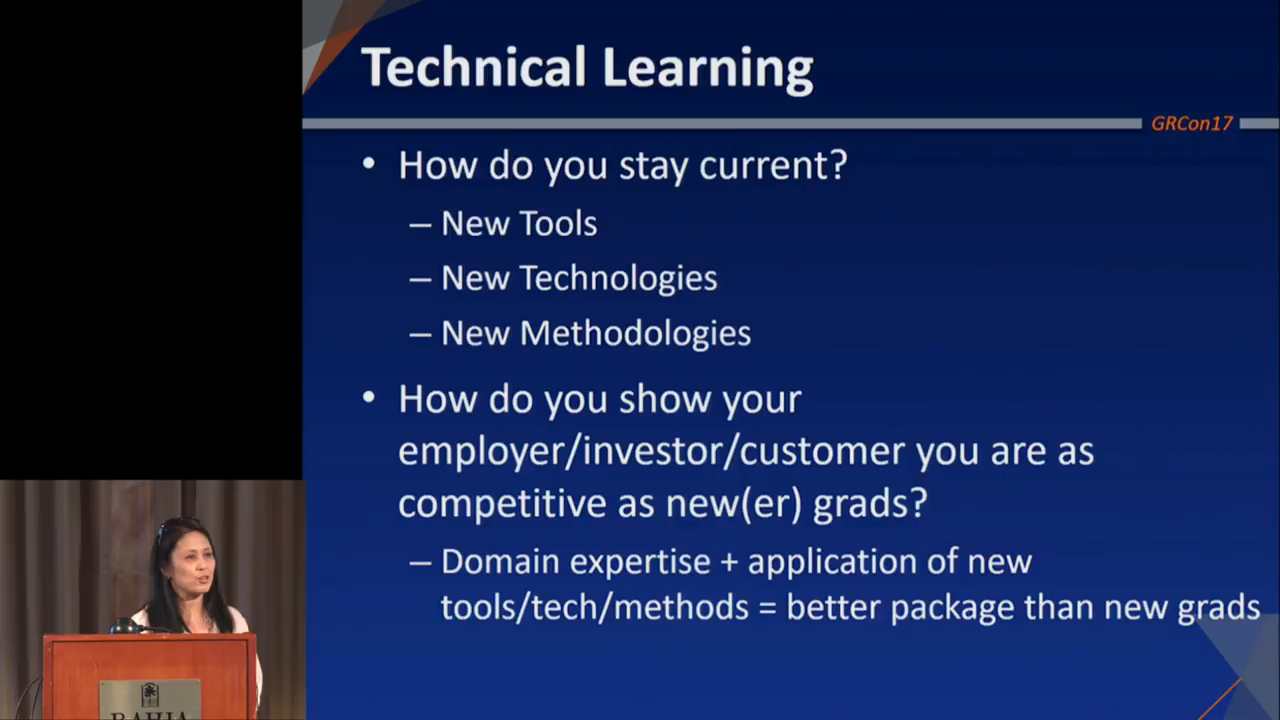 Technical Learning
GRCon17
• How do you stay current?
– New Tools
– New Technologies
– New Methodologies
• How do you show your
employer/investor/customer you are as
competitive as new(er) grads?
– Domain expertise + application of new
tools/tech/methods = better package than new grads
BAHIA